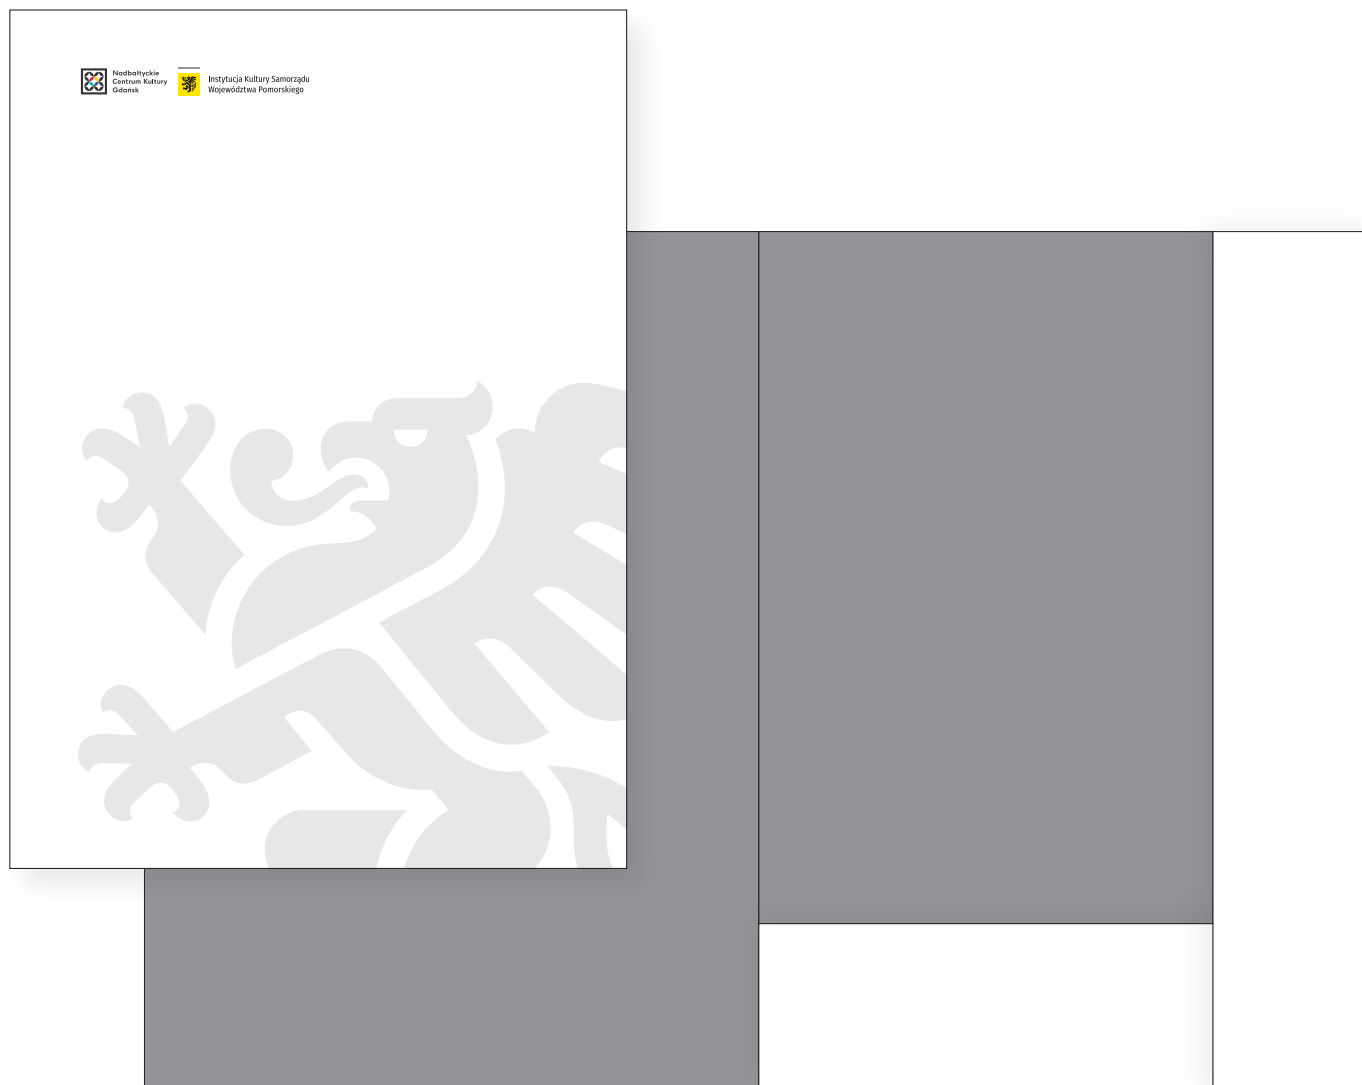 Nadbałtyckie
Centrum Kultury
Gdańsk
Instytucja Kultury Samorządu
Województwa Pomorskiego